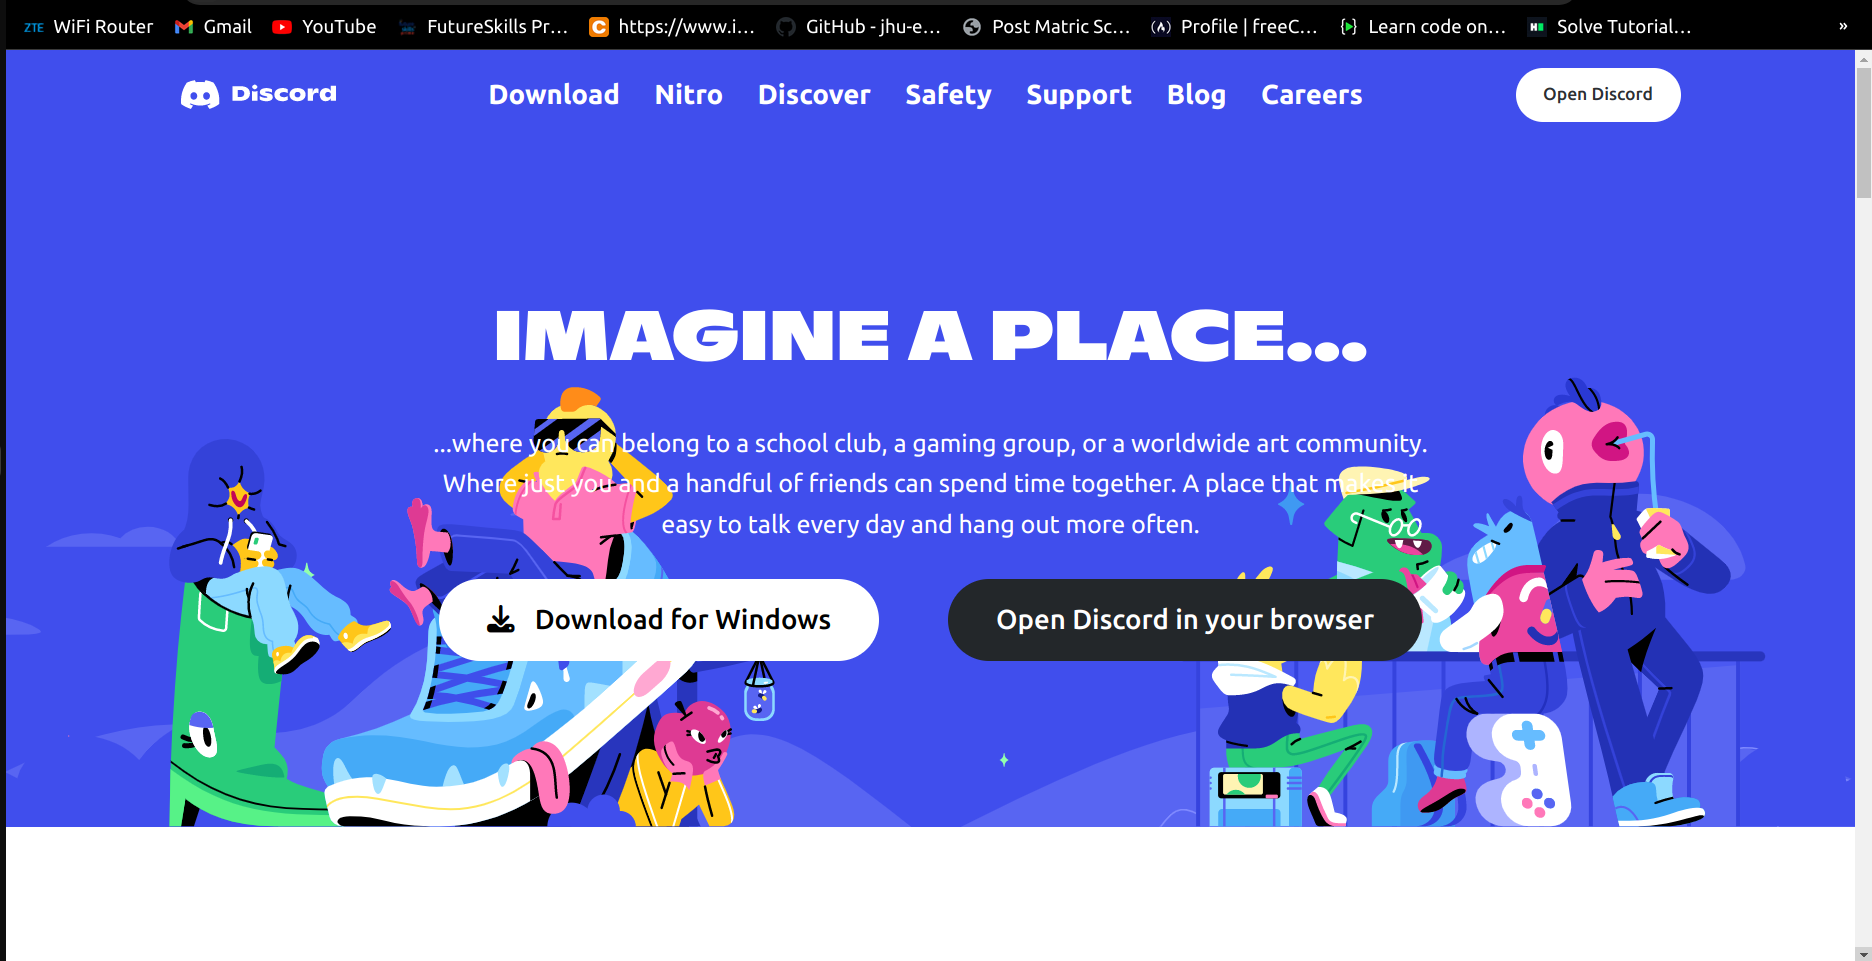 ZTE WiFi Router Gmail YouTube FutureSkills Pr... https://www.i... GitHub - jhu-e... Post Matric Sc... Profile | freeC... Learn code on... Solve Tutorial... »
Discord Download Nitro Discover Safety Support Blog Careers Open Discord
IMAGINE A PLACE...
...where you can belong to a school club, a gaming group, or a worldwide art community.
Where just you and a handful of friends can spend time together. A place that makes it
easy to talk every day and hang out more often.
Download for Windows Open Discord in your browser